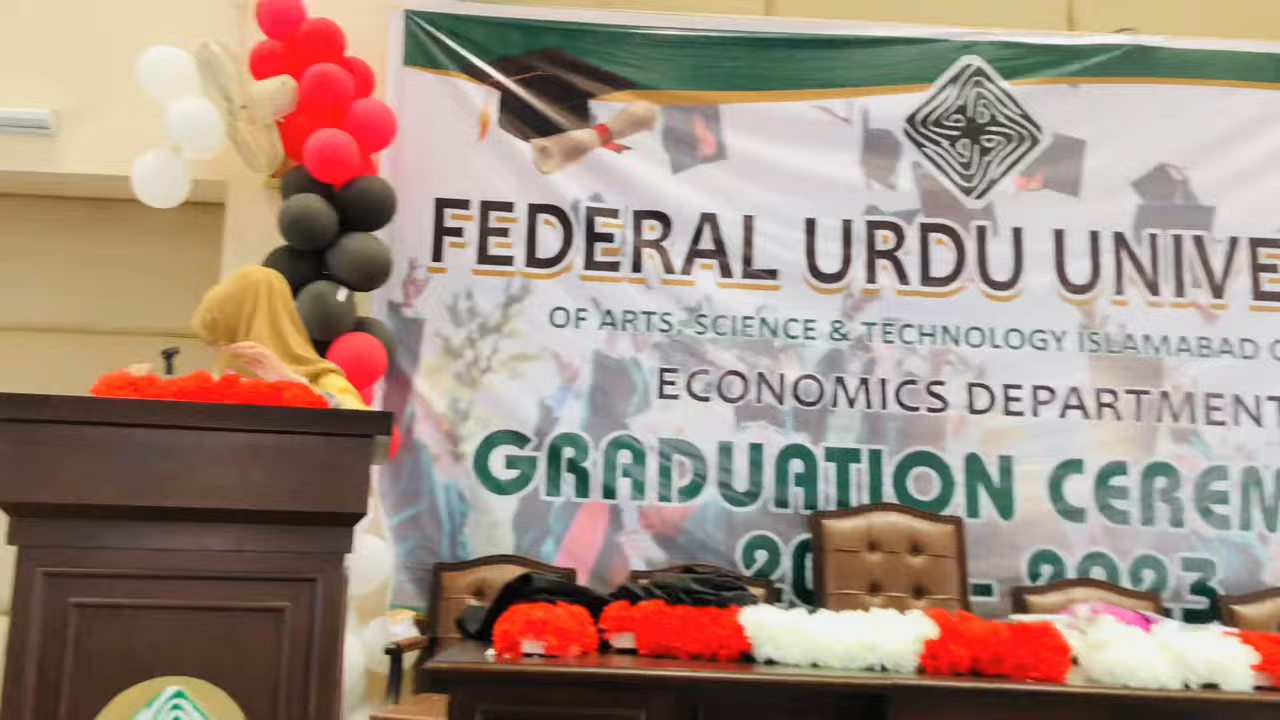 FEDERAL URDU UNIVE
OF ARTS, SCIENCE & TECHNOLOGY ISLAMABAD
ECONOMICS DEPARTMENT
GRADUATION CEREM
2023